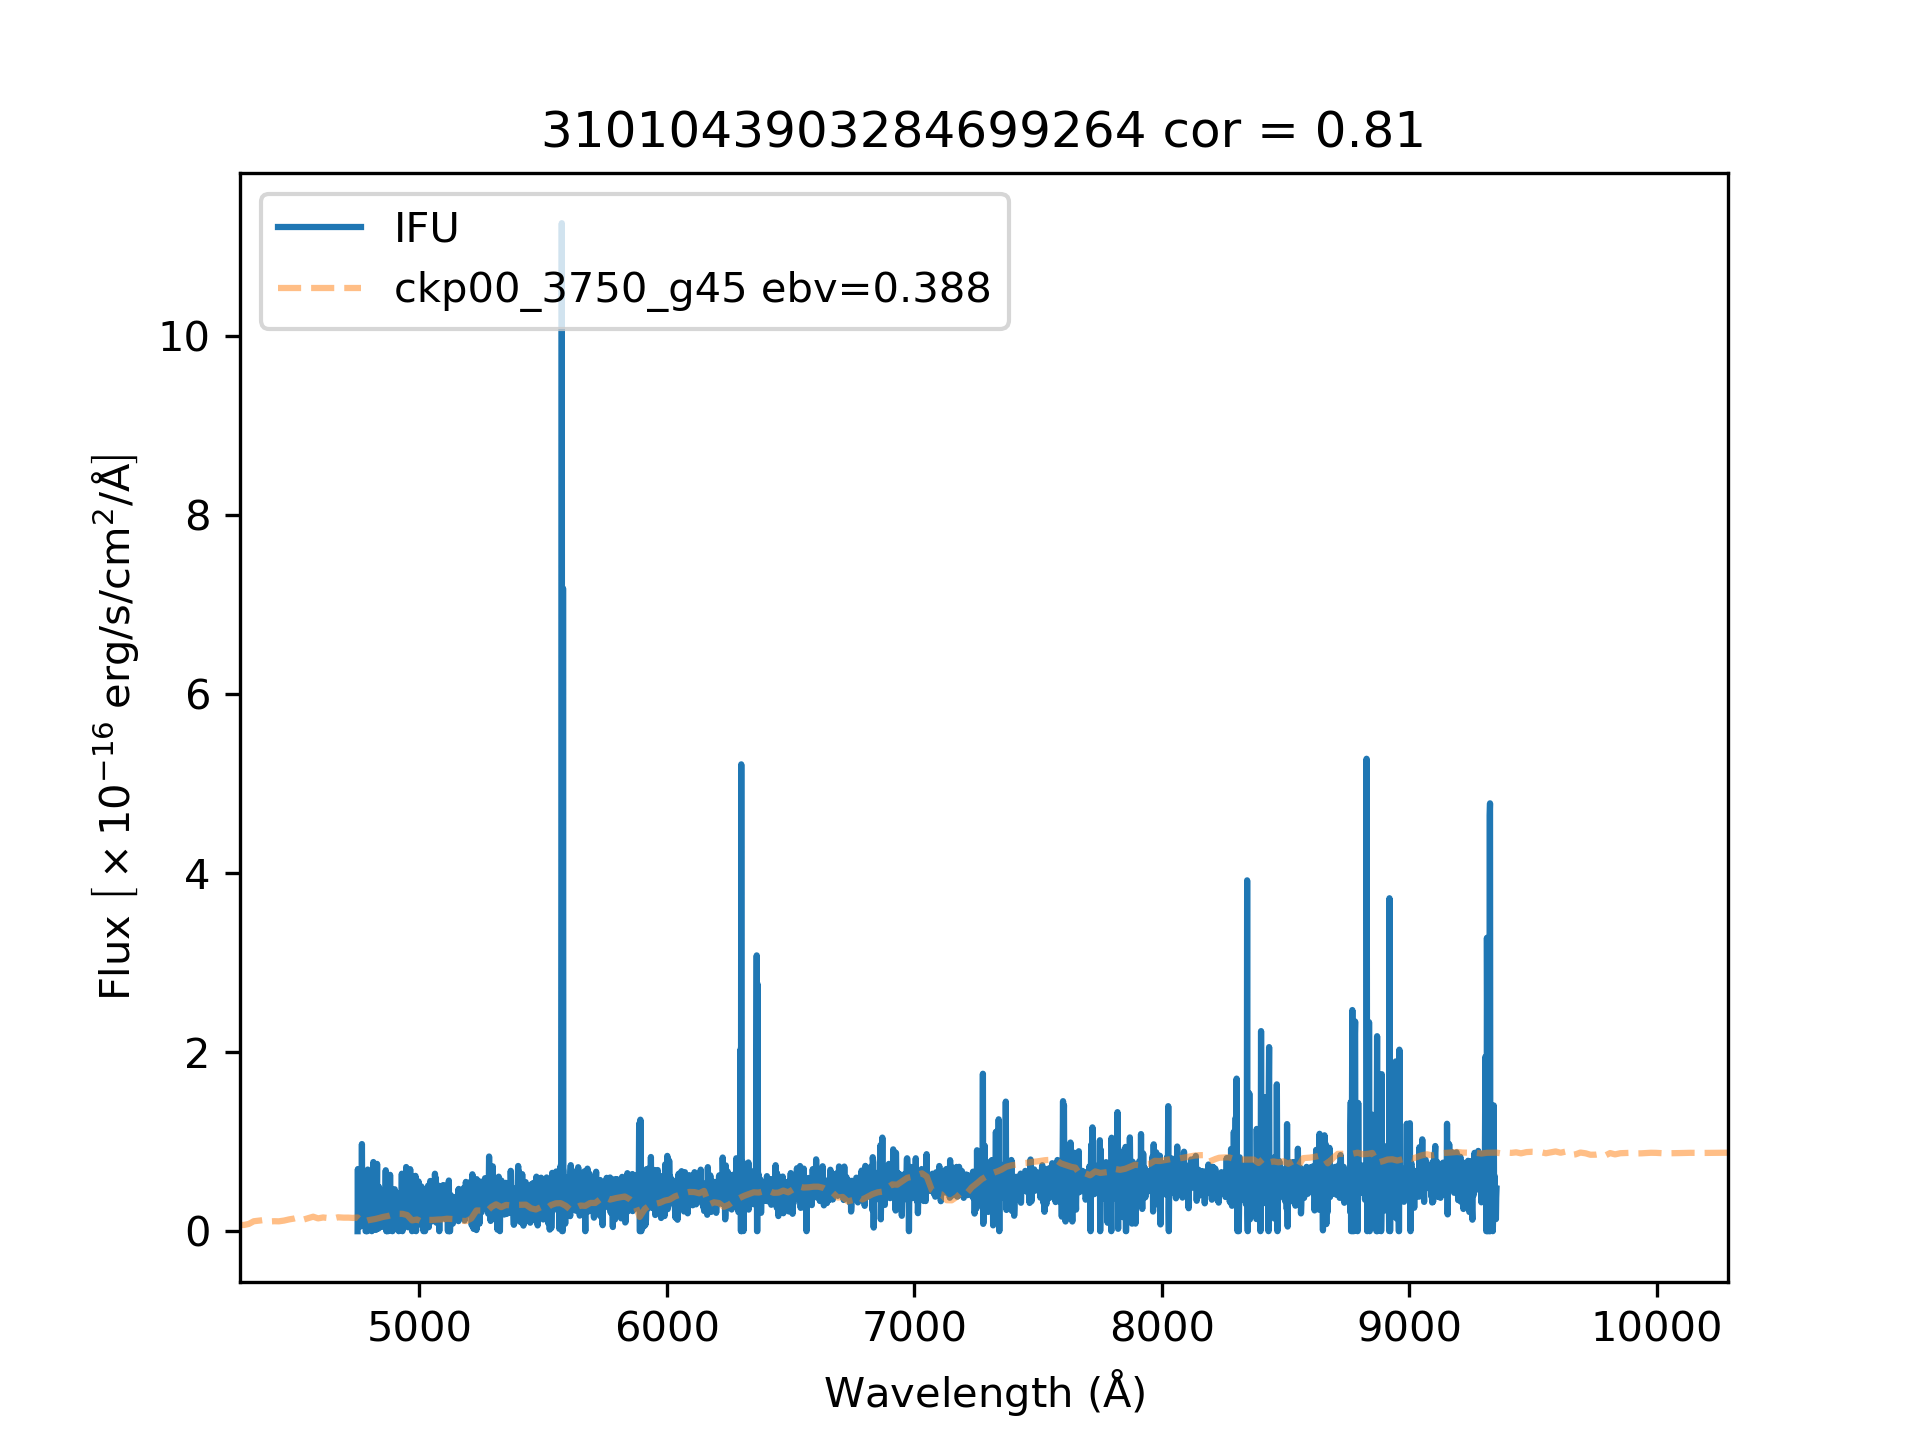 3101043903284699264 cor = 0.81
IFU
ckp00_3750_g45 ebv=0.388
Flux [× 10⁻¹⁶ erg/s/cm²/Å]
10
8
6
4
2
0
5000 6000 7000 8000 9000 10000
Wavelength (Å)